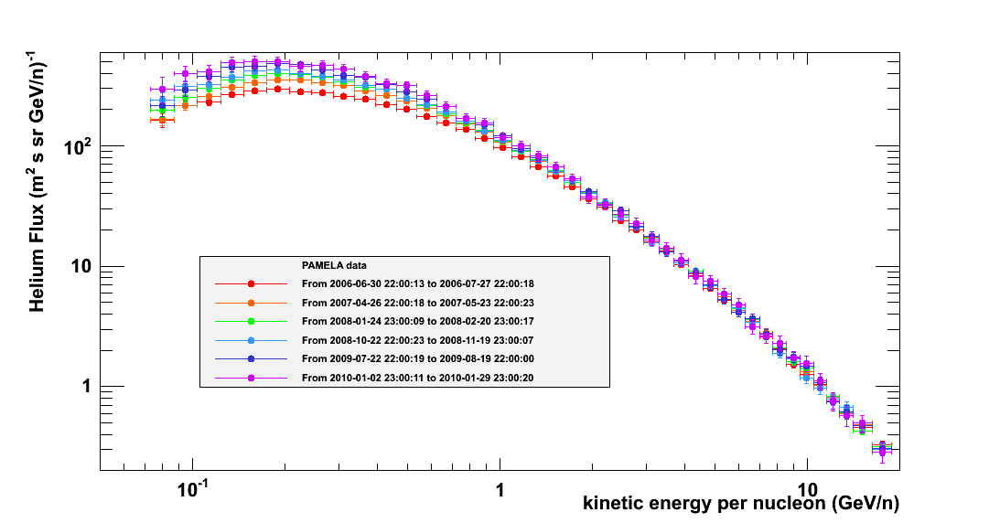 Helium Flux (m² s sr GeV/n)⁻¹
10²
10
1
PAMELA data
From 2006-06-30 22:00:13 to 2006-07-27 22:00:18
From 2007-04-26 22:00:18 to 2007-05-23 22:00:23
From 2008-01-24 23:00:09 to 2008-02-20 23:00:17
From 2008-10-22 22:00:23 to 2008-11-19 23:00:07
From 2009-07-22 22:00:19 to 2009-08-19 22:00:00
From 2010-01-02 23:00:11 to 2010-01-29 23:00:20
10⁻¹ 1 10
kinetic energy per nucleon (GeV/n)